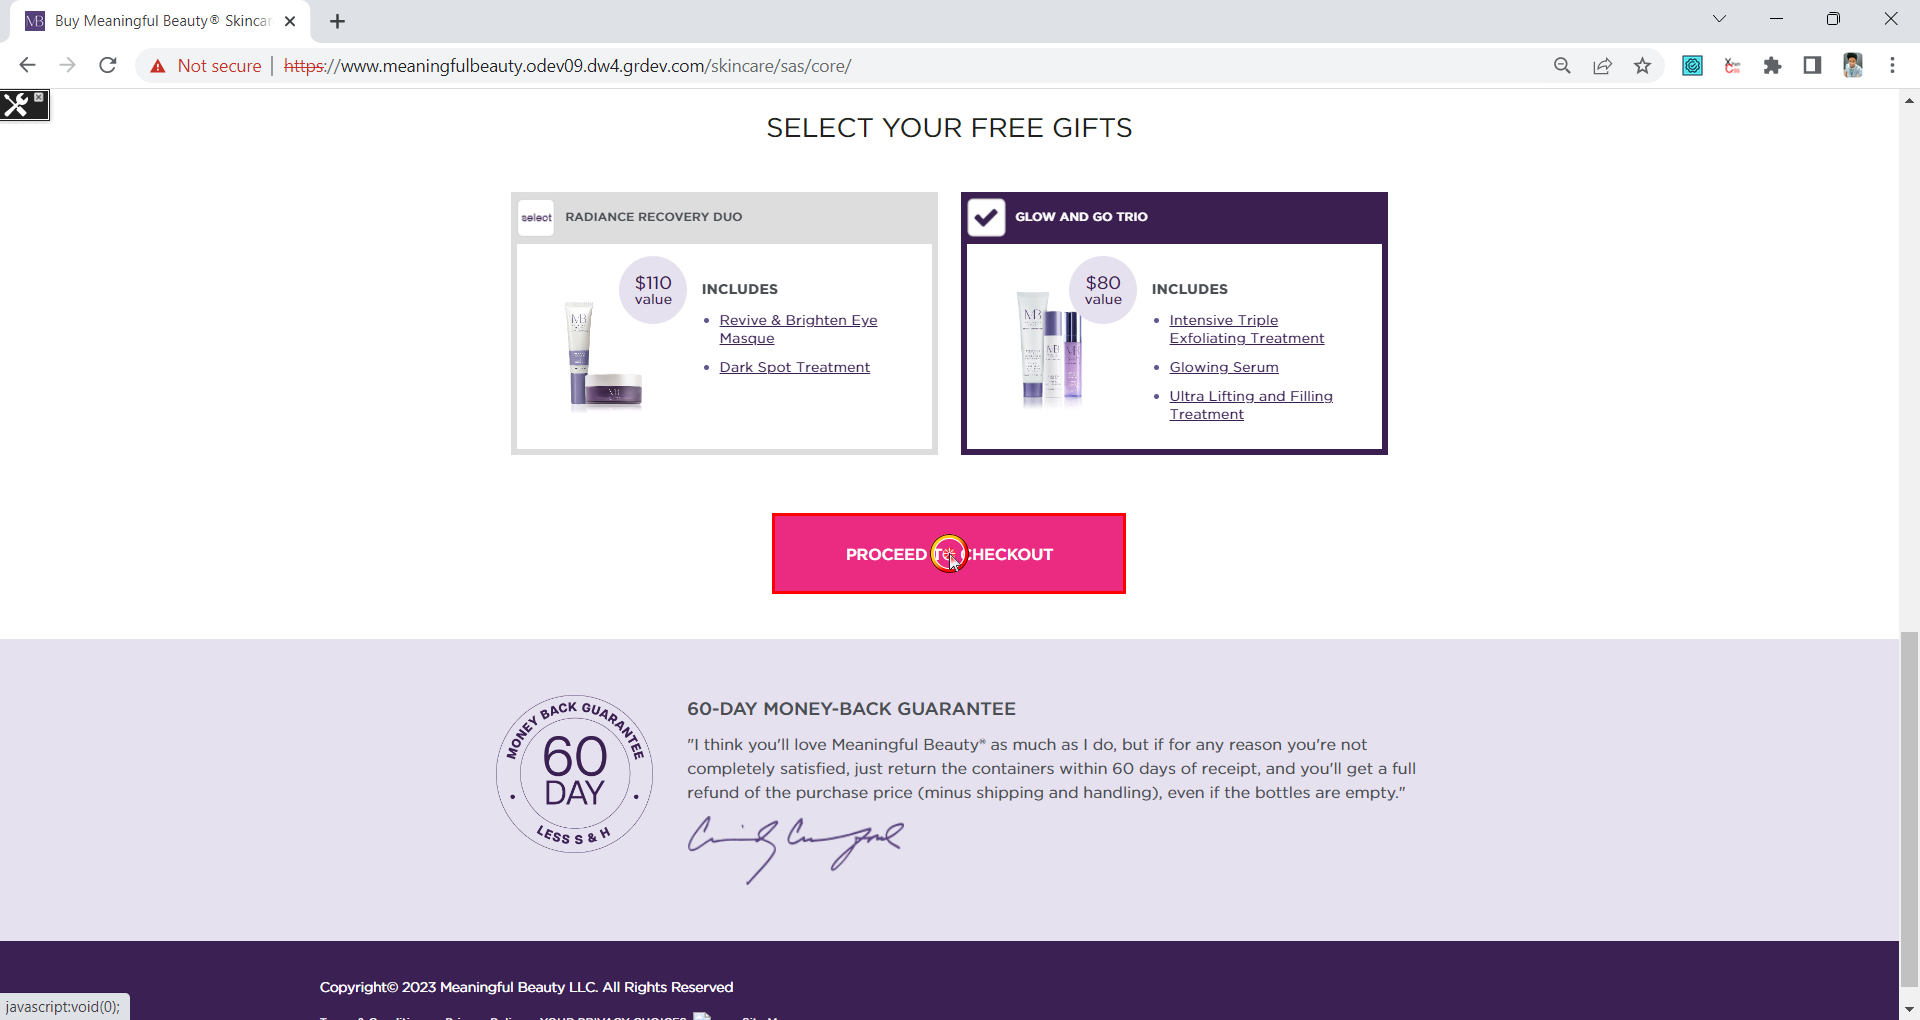 Buy Meaningful Beauty® Skincar
Not secure
https://www.meaningfulbeauty.odev09.dw4.grdev.com/skincare/sas/core/
SELECT YOUR FREE GIFTS
select
RADIANCE RECOVERY DUO
$110
value
INCLUDES
• Revive & Brighten Eye
Masque
• Dark Spot Treatment
GLOW AND GO TRIO
$80
value
INCLUDES
• Intensive Triple
Exfoliating Treatment
• Glowing Serum
• Ultra Lifting and Filling
Treatment
PROCEED TO CHECKOUT
MONEY BACK GUARANTEE
60
DAY
LESS S & H
60-DAY MONEY-BACK GUARANTEE
"I think you'll love Meaningful Beauty® as much as I do, but if for any reason you're not
completely satisfied, just return the containers within 60 days of receipt, and you'll get a full
refund of the purchase price (minus shipping and handling), even if the bottles are empty."
Cindy Crawford
Copyright© 2023 Meaningful Beauty LLC. All Rights Reserved
javascript:void(0);